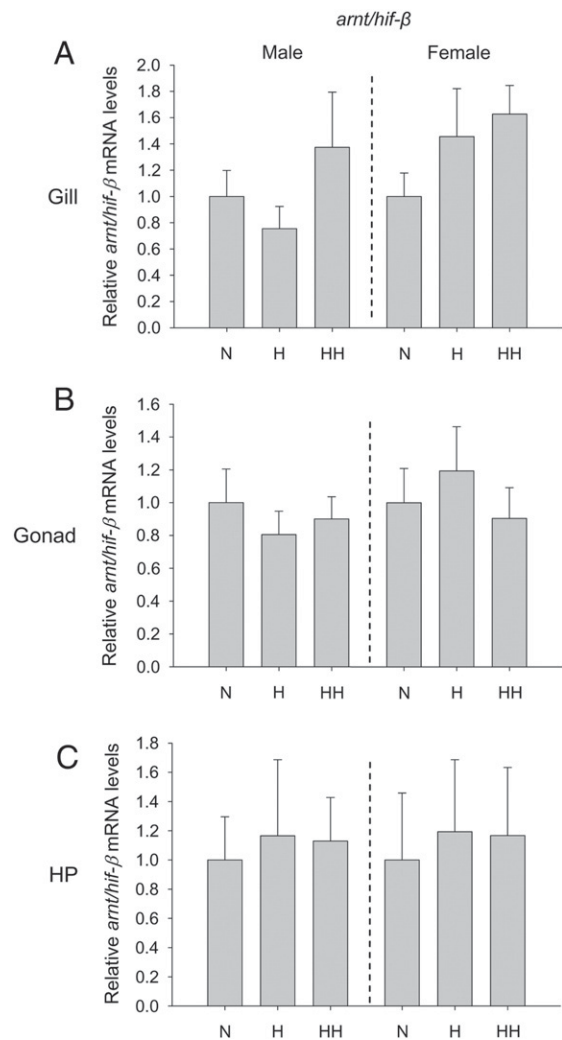 arnt/hif-β
Male Female
A
Gill
Relative arnt/hif-β mRNA levels
2.0
1.8
1.6
1.4
1.2
1.0
0.8
0.6
0.4
0.2
0.0
N H HH N H HH
B
Gonad
Relative arnt/hif-β mRNA levels
1.6
1.4
1.2
1.0
0.8
0.6
0.4
0.2
0.0
N H HH N H HH
C
HP
Relative arnt/hif-β mRNA levels
1.8
1.6
1.4
1.2
1.0
0.8
0.6
0.4
0.2
0.0
N H HH N H HH